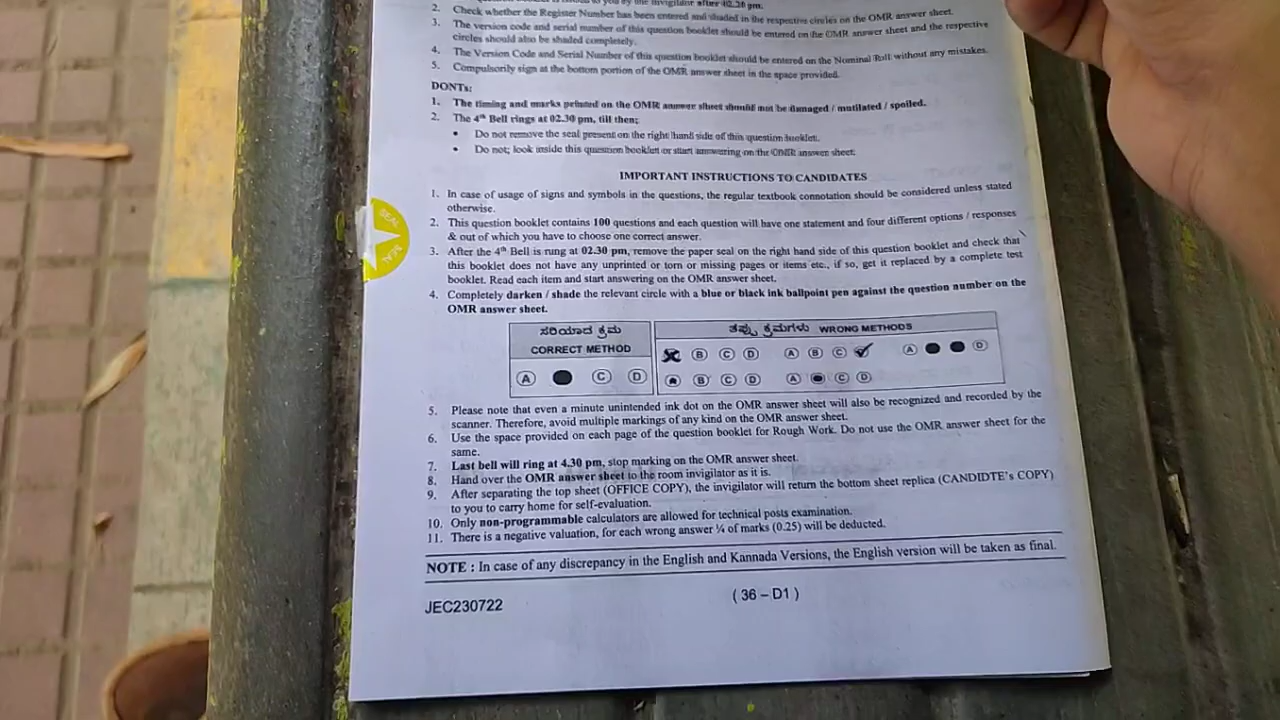 to you by the invigilator after 02.28 pm.
2. Check whether the Register Number has been entered and shaded in the respective circles on the OMR answer sheet.
3. The version code and serial number of this question booklet should be entered on the OMR answer sheet and the respective
circles should also be shaded completely.
4. The Version Code and Serial Number of this question booklet should be entered on the Nominal Roll without any mistakes.
5. Compulsorily sign at the bottom portion of the OMR answer sheet in the space provided.
DONTs:
1. The timing and marks printed on the OMR answer sheet should not be damaged / mutilated / spoiled.
2. The 4th Bell rings at 02.30 pm, till then;
• Do not remove the seal present on the right hand side of this question booklet.
• Do not; look inside this question booklet or start answering on the OMR answer sheet.
IMPORTANT INSTRUCTIONS TO CANDIDATES
1. In case of usage of signs and symbols in the questions, the regular textbook connotation should be considered unless stated
otherwise.
2. This question booklet contains 100 questions and each question will have one statement and four different options / responses
& out of which you have to choose one correct answer.
3. After the 4th Bell is rung at 02.30 pm, remove the paper seal on the right hand side of this question booklet and check that
this booklet does not have any unprinted or torn or missing pages or items etc., if so, get it replaced by a complete test
booklet. Read each item and start answering on the OMR answer sheet.
4. Completely darken / shade the relevant circle with a blue or black ink ballpoint pen against the question number on the
OMR answer sheet.
ಸರಿಯಾದ ಕ್ರಮ
CORRECT METHOD
A C D
ತಪ್ಪು ಕ್ರಮಗಳು WRONG METHODS
B C D A B C A D
A B C D A C D
SEAL
SEAL
5. Please note that even a minute unintended ink dot on the OMR answer sheet will also be recognized and recorded by the
scanner. Therefore, avoid multiple markings of any kind on the OMR answer sheet.
6. Use the space provided on each page of the question booklet for Rough Work. Do not use the OMR answer sheet for the
same.
7. Last bell will ring at 4.30 pm, stop marking on the OMR answer sheet.
8. Hand over the OMR answer sheet to the room invigilator as it is.
9. After separating the top sheet (OFFICE COPY), the invigilator will return the bottom sheet replica (CANDIDTE's COPY)
to you to carry home for self-evaluation.
10. Only non-programmable calculators are allowed for technical posts examination.
11. There is a negative valuation, for each wrong answer ¼ of marks (0.25) will be deducted.
NOTE : In case of any discrepancy in the English and Kannada Versions, the English version will be taken as final.
JEC230722
( 36 – D1 )